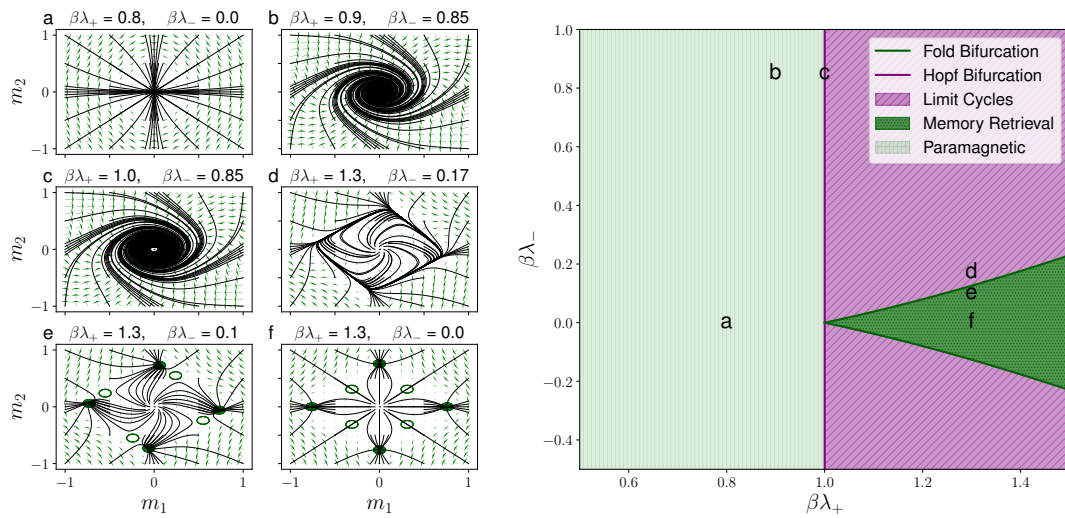 a βλ₊ = 0.8, βλ₋ = 0.0
b βλ₊ = 0.9, βλ₋ = 0.85
1
0
−1
m₂
c βλ₊ = 1.0, βλ₋ = 0.85
d βλ₊ = 1.3, βλ₋ = 0.17
1
0
−1
m₂
e βλ₊ = 1.3, βλ₋ = 0.1
f βλ₊ = 1.3, βλ₋ = 0.0
1
0
−1
m₂
−1 0 1
−1 0 1
m₁
m₁
1.0
0.8
0.6
0.4
0.2
0.0
−0.2
−0.4
βλ₋
b
c
Fold Bifurcation
Hopf Bifurcation
Limit Cycles
Memory Retrieval
Paramagnetic
d
e
a
f
0.6 0.8 1.0 1.2 1.4
βλ₊